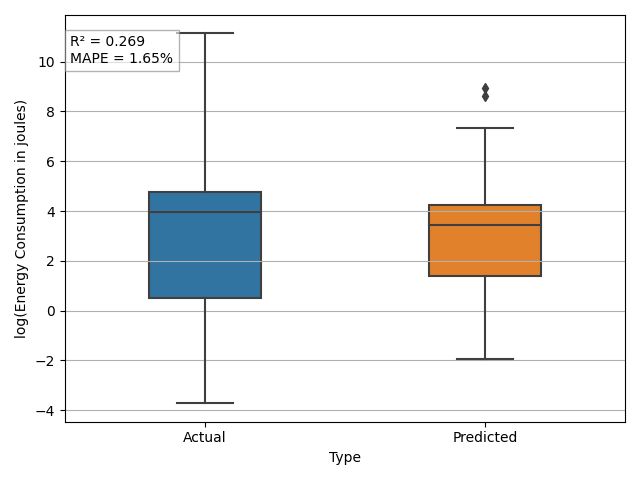 R² = 0.269
MAPE = 1.65%
10
8
6
4
2
0
−2
−4
log(Energy Consumption in joules)
Actual
Predicted
Type